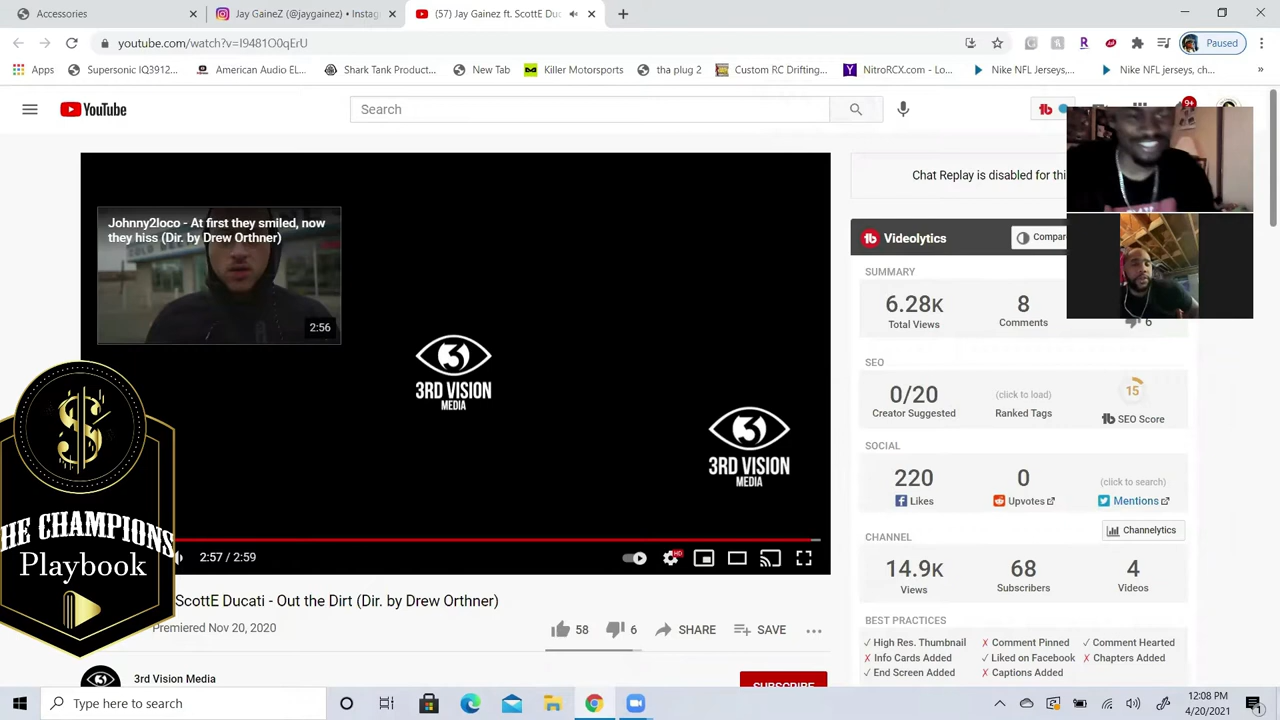 Accessories
Jay GaineZ (@jaygainez) • Instag
(57) Jay Gainez ft. ScottE Duc
youtube.com/watch?v=I9481O0qErU
Paused
Apps
Supersonic IQ3912...
American Audio EL...
Shark Tank Product...
New Tab
Killer Motorsports
tha plug 2
Custom RC Drifting...
NitroRCX.com - Lo...
Nike NFL Jerseys,...
Nike NFL jerseys, ch...
»
YouTube
Search
9+
Johnny2loco - At first they smiled, now
they hiss (Dir. by Drew Orthner)
2:56
3RD VISION
MEDIA
3RD VISION
MEDIA
2:57 / 2:59
HD
HE CHAMPIONS
Playbook
ScottE Ducati - Out the Dirt (Dir. by Drew Orthner)
Premiered Nov 20, 2020
58
6
SHARE
SAVE
3rd Vision Media
SUBSCRIBE
Chat Replay is disabled for thi
Videolytics
Compar
SUMMARY
6.28K
Total Views
8
Comments
6
SEO
0/20
Creator Suggested
(click to load)
Ranked Tags
15
SEO Score
SOCIAL
220
Likes
0
Upvotes
(click to search)
Mentions
CHANNEL
Channelytics
14.9K
Views
68
Subscribers
4
Videos
BEST PRACTICES
✓ High Res. Thumbnail
✗ Comment Pinned
✓ Comment Hearted
✗ Info Cards Added
✓ Liked on Facebook
✗ Chapters Added
✓ End Screen Added
✗ Captions Added
Type here to search
12:08 PM
4/20/2021
1